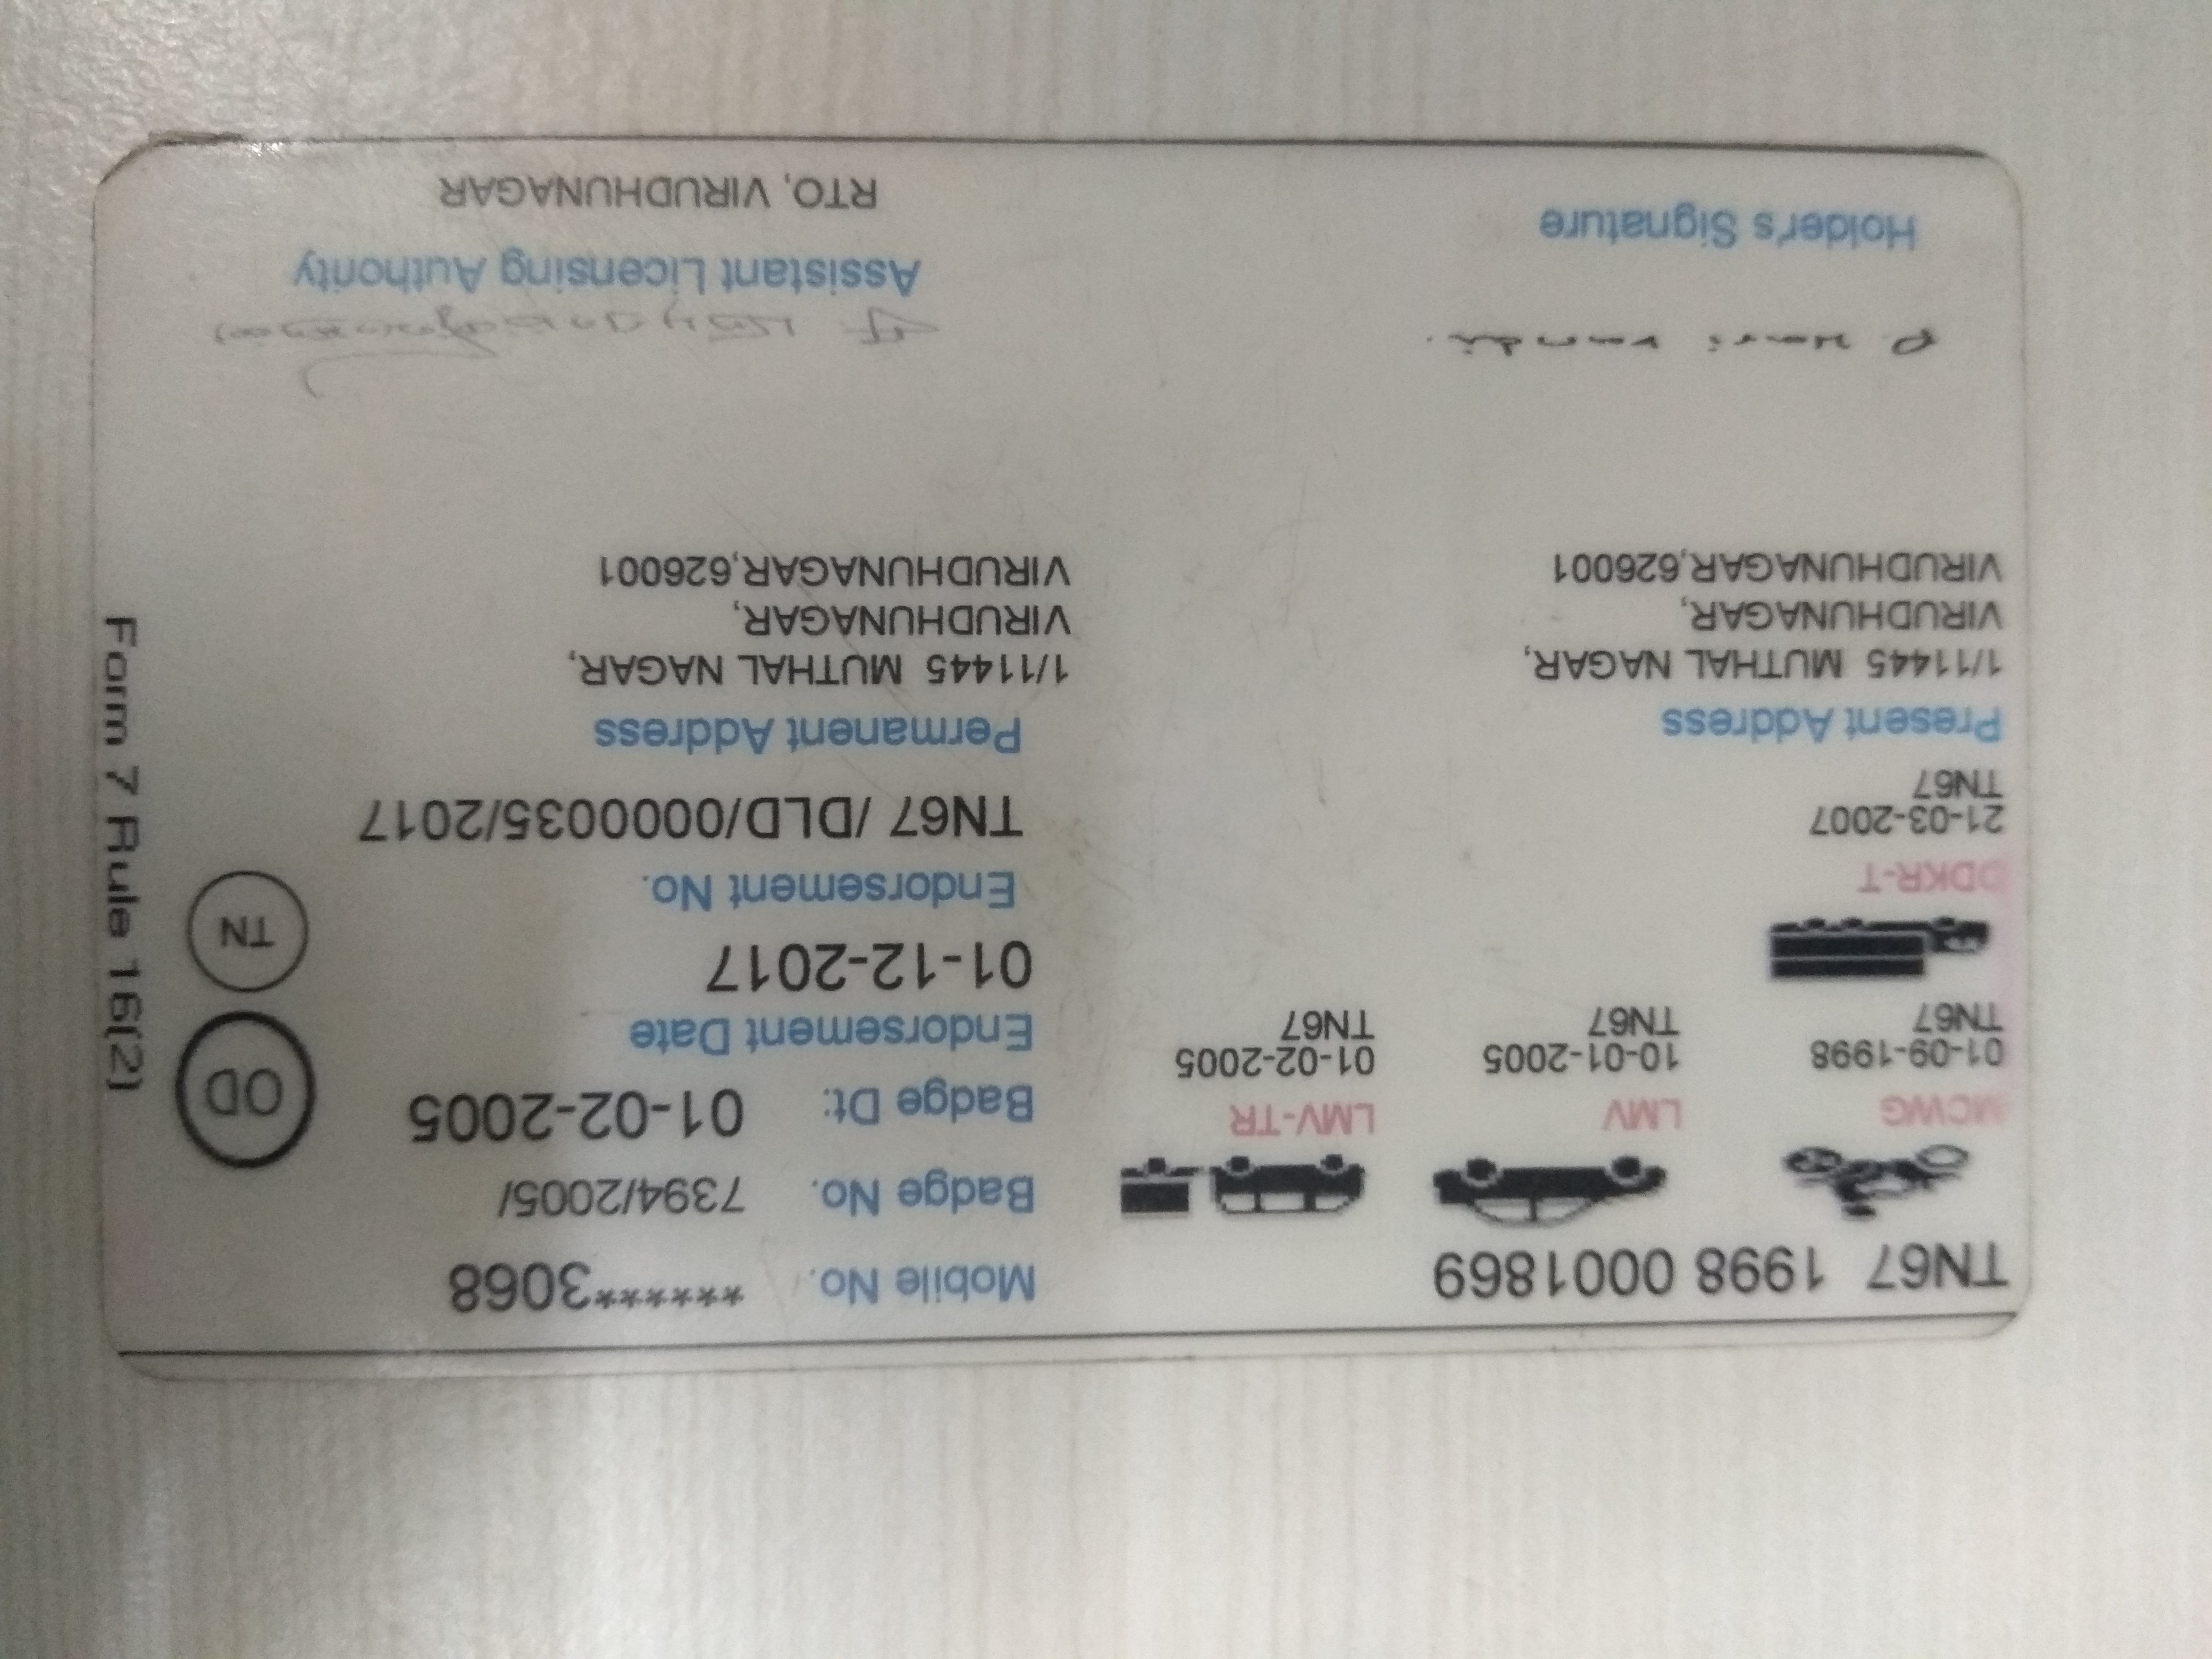 TN67 1998 0001869
MCWG
01-09-1998
TN67
LMV
10-01-2005
TN67
LMV-TR
01-02-2005
TN67
DDKR-T
21-03-2007
TN67
Present Address
1/11445 MUTHAL NAGAR,
VIRUDHUNAGAR,
VIRUDHUNAGAR,626001
Holder's Signature
Mobile No. ******3068
Badge No. 7394/2005/
Badge Dt: 01-02-2005
Endorsement Date
01-12-2017
Endorsement No.
TN67 /DLD/0000035/2017
Permanent Address
1/11445 MUTHAL NAGAR,
VIRUDHUNAGAR,
VIRUDHUNAGAR,626001
Assistant Licensing Authority
RTO, VIRUDHUNAGAR
OD
TN
Form 7 Rule 16(2)